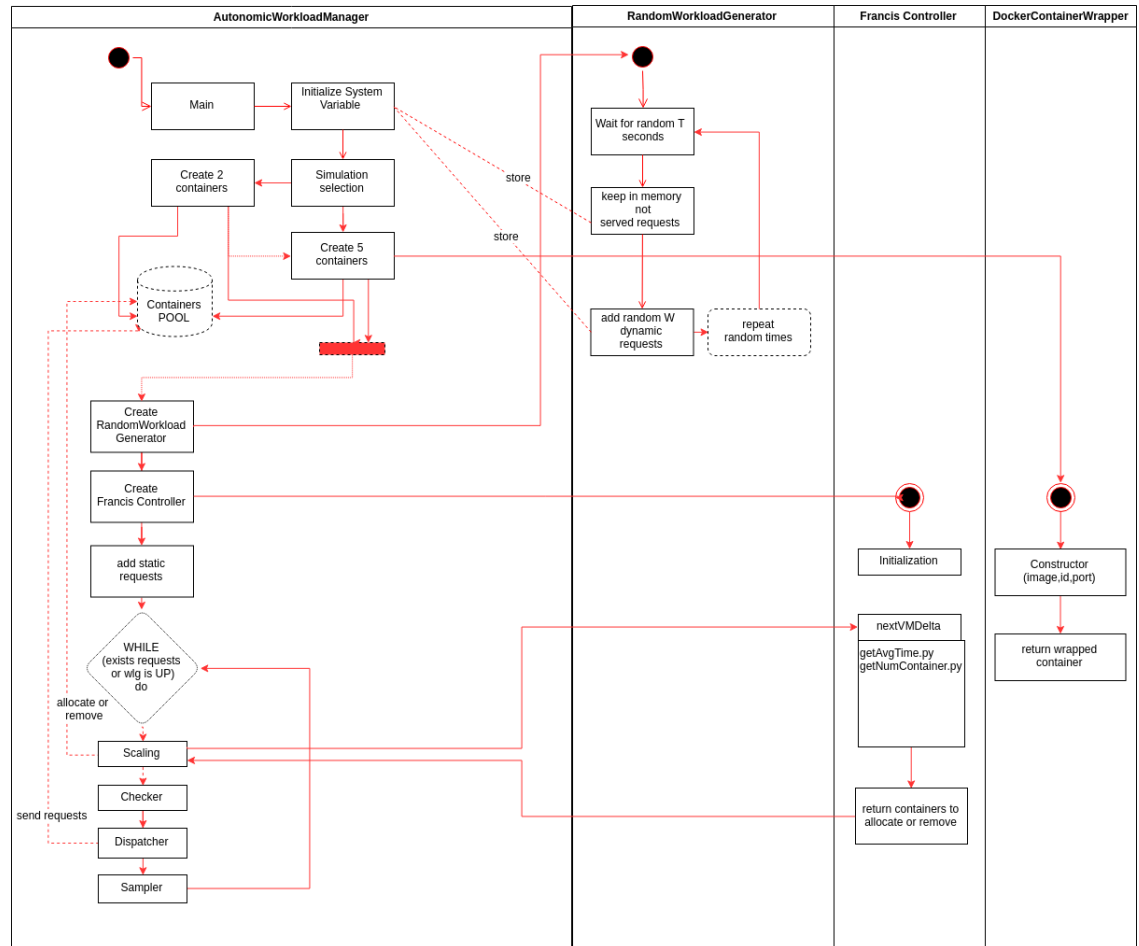 AutonomicWorkloadManager
RandomWorkloadGenerator
Francis Controller
DockerContainerWrapper
Main
Initialize System
Variable
Create 2
containers
Simulation
selection
Create 5
containers
Containers
POOL
store
store
Wait for random T
seconds
keep in memory
not
served requests
add random W
dynamic
requests
repeat
random times
Create
RandomWorkload
Generator
Create
Francis Controller
add static
requests
WHILE
(exists requests
or wlg is UP)
do
allocate or
remove
Scaling
Checker
send requests
Dispatcher
Sampler
Initialization
nextVMDelta
getAvgTime.py
getNumContainer.py
return containers to
allocate or remove
Constructor
(image,id,port)
return wrapped
container